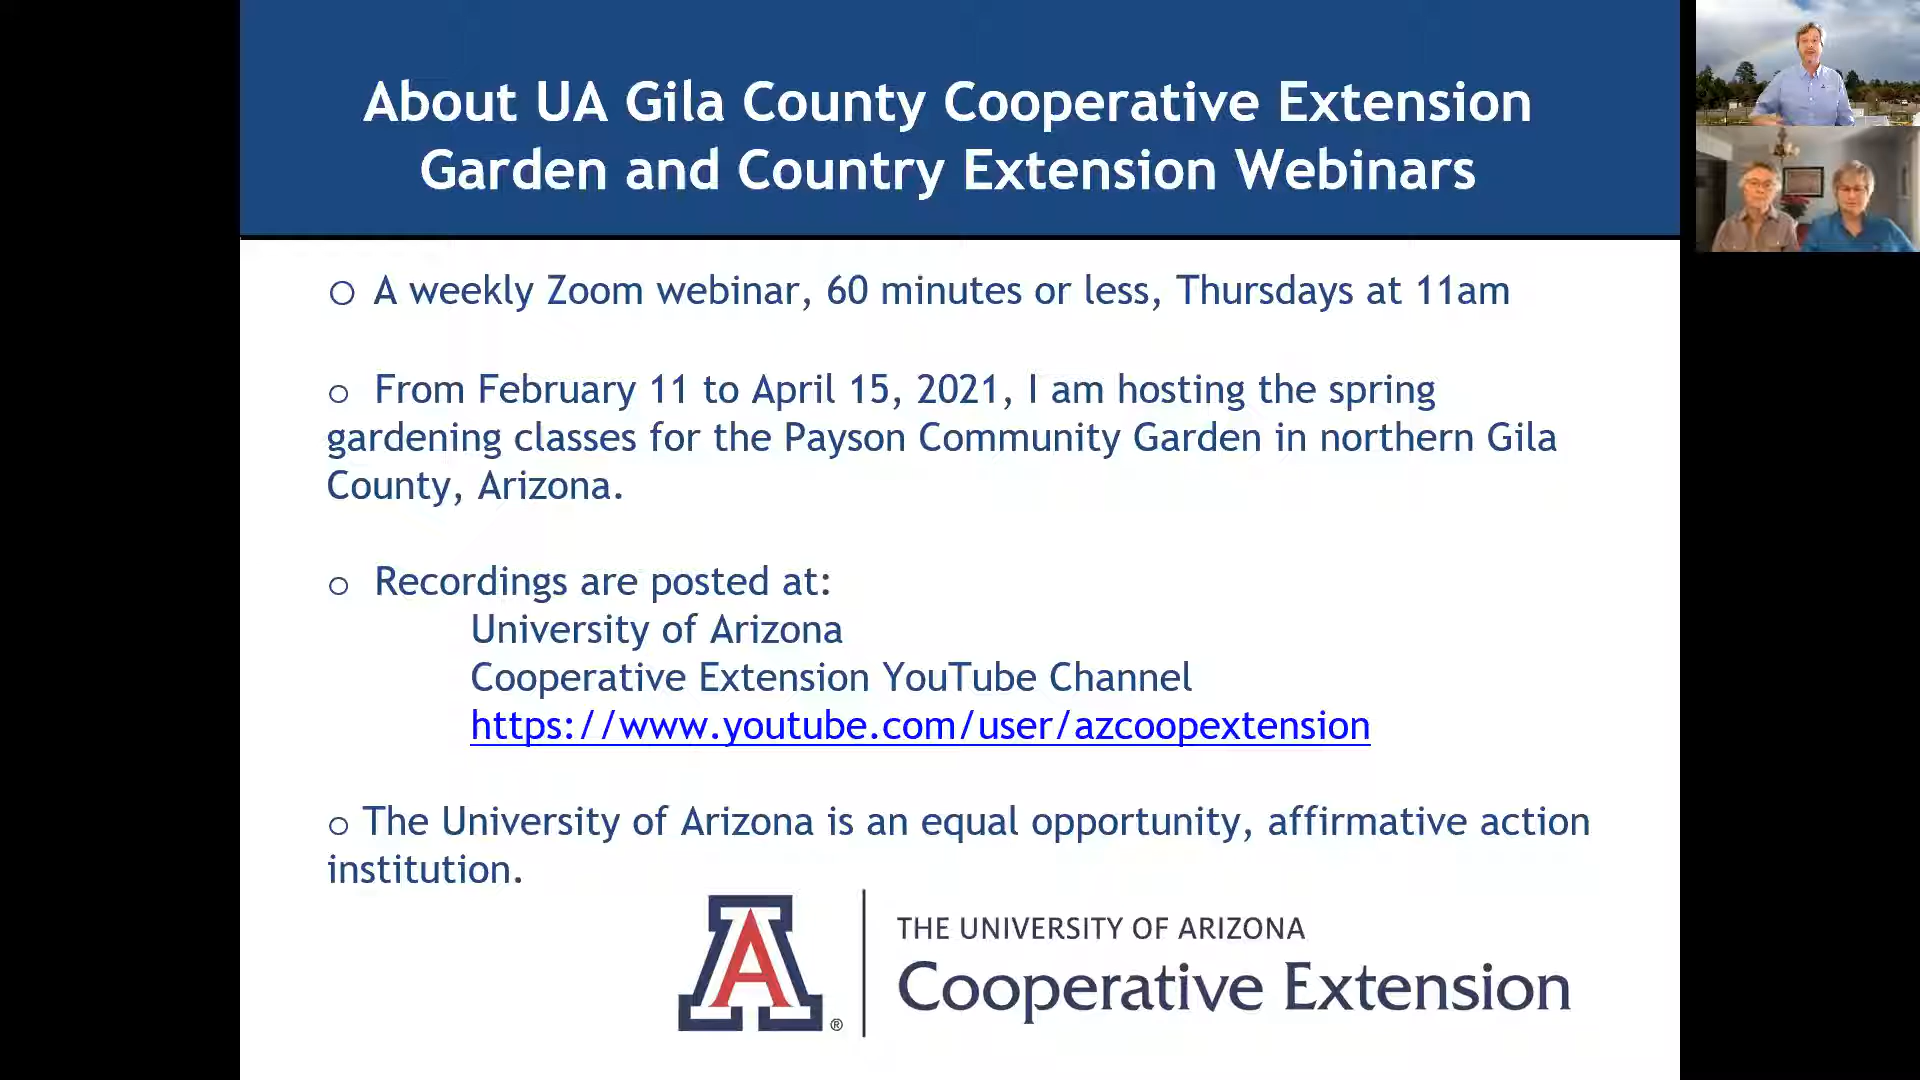 About UA Gila County Cooperative Extension
Garden and Country Extension Webinars
o A weekly Zoom webinar, 60 minutes or less, Thursdays at 11am
o From February 11 to April 15, 2021, I am hosting the spring
gardening classes for the Payson Community Garden in northern Gila
County, Arizona.
o Recordings are posted at:
University of Arizona
Cooperative Extension YouTube Channel
https://www.youtube.com/user/azcoopextension
o The University of Arizona is an equal opportunity, affirmative action
institution.
A ®
THE UNIVERSITY OF ARIZONA
Cooperative Extension